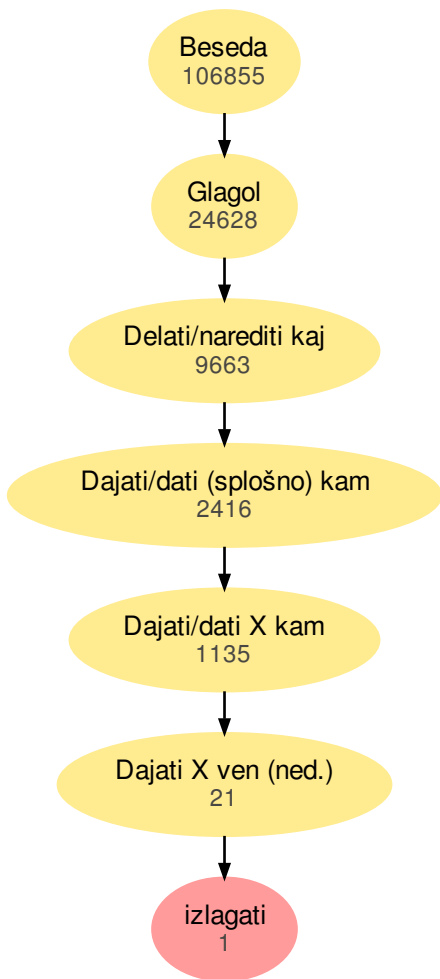 Beseda
106855
Glagol
24628
Delati/narediti kaj
9663
Dajati/dati (splošno) kam
2416
Dajati/dati X kam
1135
Dajati X ven (ned.)
21
izlagati
1